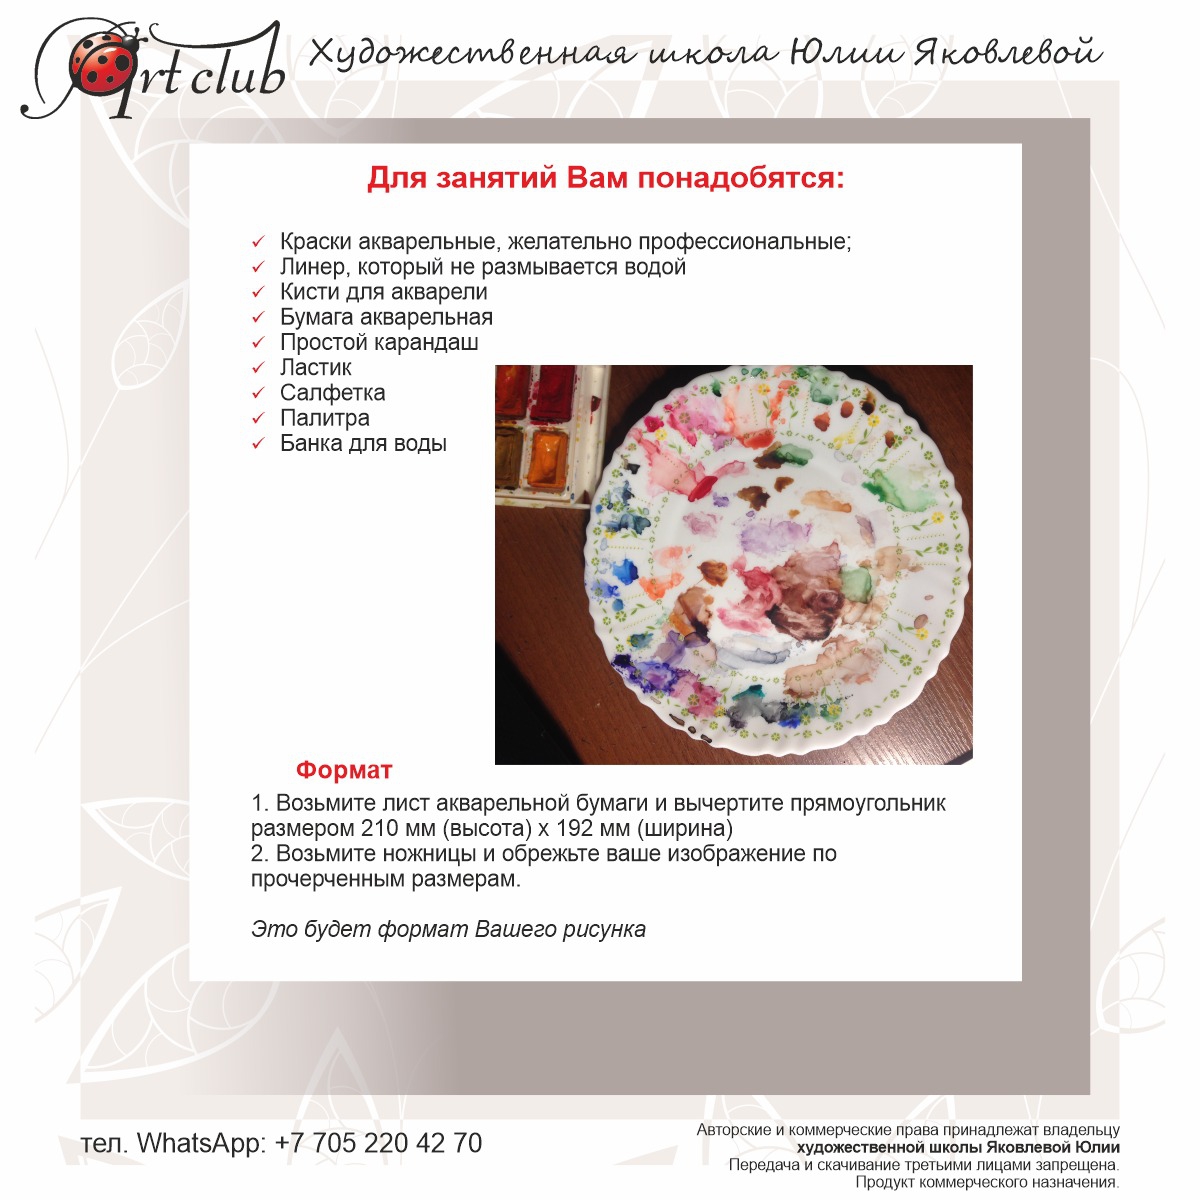 Art club
Художественная школа Юлии Яковлевой
Для занятий Вам понадобятся:
Краски акварельные, желательно профессиональные;
Линер, который не размывается водой
Кисти для акварели
Бумага акварельная
Простой карандаш
Ластик
Салфетка
Палитра
Банка для воды
Формат
1. Возьмите лист акварельной бумаги и вычертите прямоугольник
размером 210 мм (высота) х 192 мм (ширина)
2. Возьмите ножницы и обрежьте ваше изображение по
прочерченным размерам.
Это будет формат Вашего рисунка
тел. WhatsApp: +7 705 220 42 70
Авторские и коммерческие права принадлежат владельцу
художественной школы Яковлевой Юлии
Передача и скачивание третьими лицами запрещена.
Продукт коммерческого назначения.